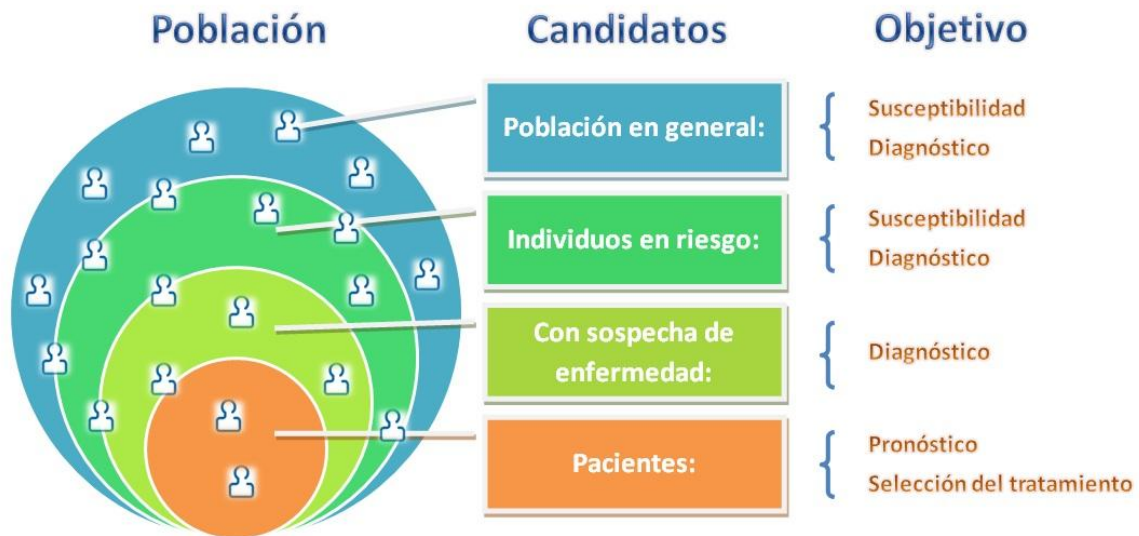 Población
Candidatos
Objetivo
Población en general:
Susceptibilidad
Diagnóstico
Individuos en riesgo:
Susceptibilidad
Diagnóstico
Con sospecha de
enfermedad:
Diagnóstico
Pacientes:
Pronóstico
Selección del tratamiento